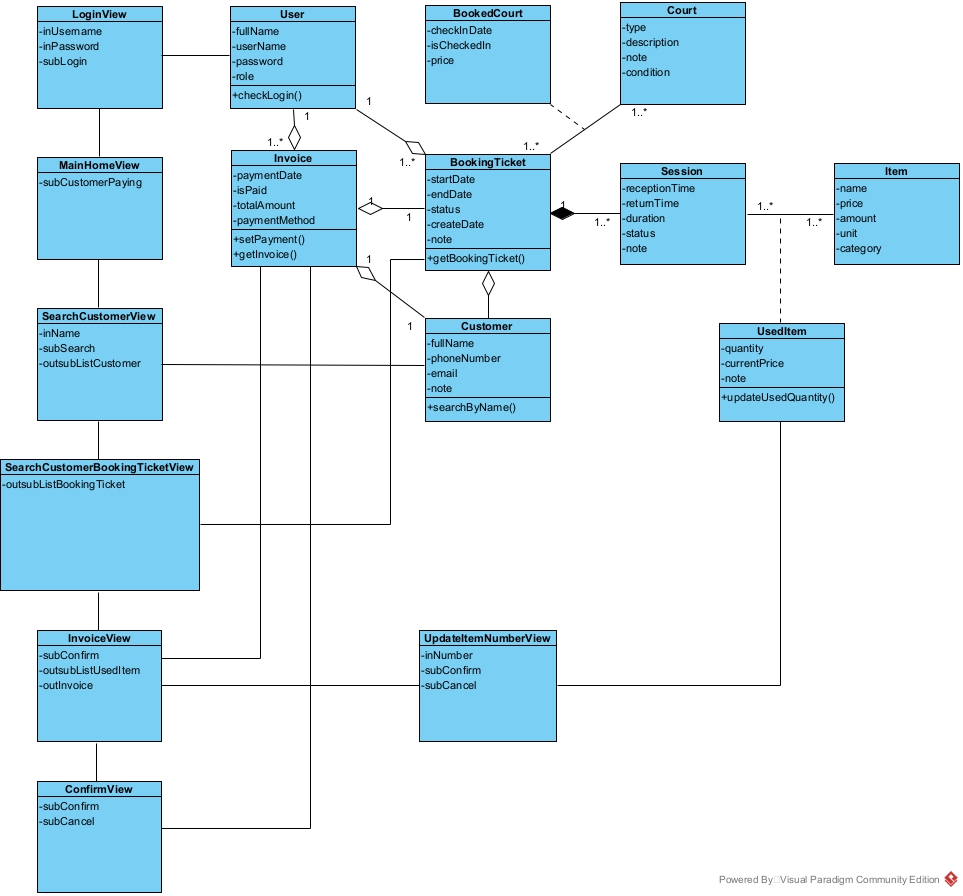 LoginView
-inUsername
-inPassword
-subLogin
User
-fullName
-userName
-password
-role
+checkLogin()
BookedCourt
-checkInDate
-isCheckedIn
-price
Court
-type
-description
-note
-condition
1
1
1..*
1..*
1..*
1..*
MainHomeView
-subCustomerPaying
Invoice
-paymentDate
-isPaid
-totalAmount
-paymentMethod
+setPayment()
+getInvoice()
1
1
BookingTicket
-startDate
-endDate
-status
-createDate
-note
+getBookingTicket()
1
1..*
Session
-receptionTime
-returnTime
-duration
-status
-note
1..*
1..*
Item
-name
-price
-amount
-unit
-category
1
1
SearchCustomerView
-inName
-subSearch
-outsubListCustomer
Customer
-fullName
-phoneNumber
-email
-note
+searchByName()
UsedItem
-quantity
-currentPrice
-note
+updateUsedQuantity()
SearchCustomerBookingTicketView
-outsubListBookingTicket
InvoiceView
-subConfirm
-outsubListUsedItem
-outInvoice
UpdateItemNumberView
-inNumber
-subConfirm
-subCancel
ConfirmView
-subConfirm
-subCancel
Powered By Visual Paradigm Community Edition